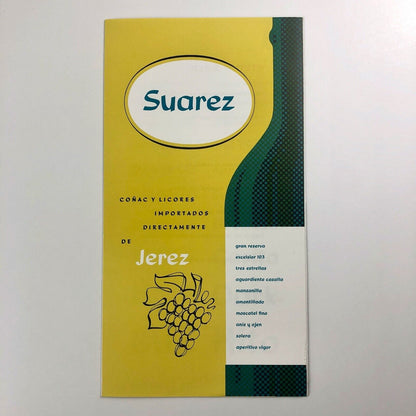 Suarez
COÑAC Y LICORES
IMPORTADOS
DIRECTAMENTE
DE
Jerez
gran reserva
excelsior 103
tres estrellas
aguardiente cazalla
manzanilla
amontillado
moscatel fino
anis y ojen
solera
aperitivo vigor